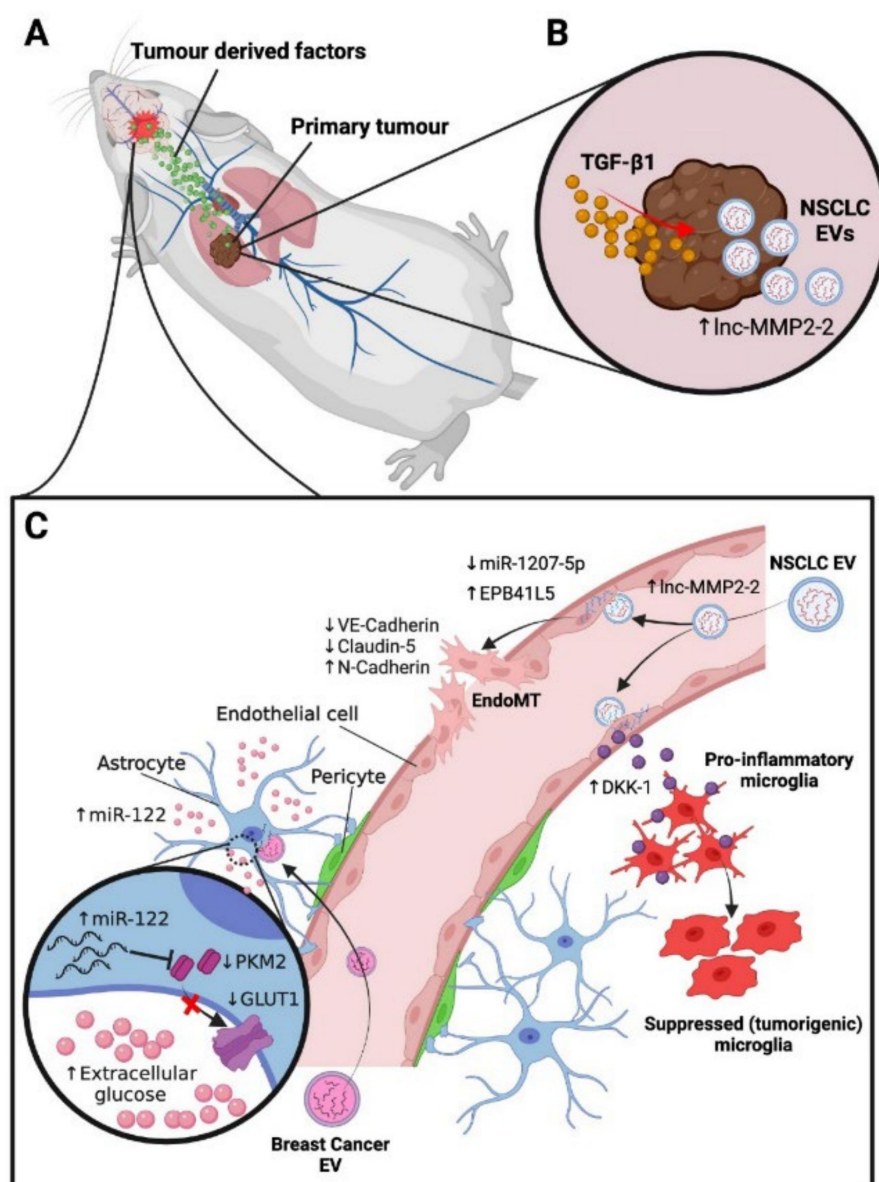 A
Tumour derived factors
Primary tumour
B
TGF-β1
NSCLC
EVs
↑lnc-MMP2-2
C
↓miR-1207-5p
↑EPB41L5
↑lnc-MMP2-2
NSCLC EV
↓VE-Cadherin
↓Claudin-5
↑N-Cadherin
EndoMT
Endothelial cell
Astrocyte
Pericyte
↑miR-122
↑DKK-1
Pro-inflammatory
microglia
↑miR-122
↓PKM2
↓GLUT1
↑Extracellular
glucose
Suppressed (tumorigenic)
microglia
Breast Cancer
EV